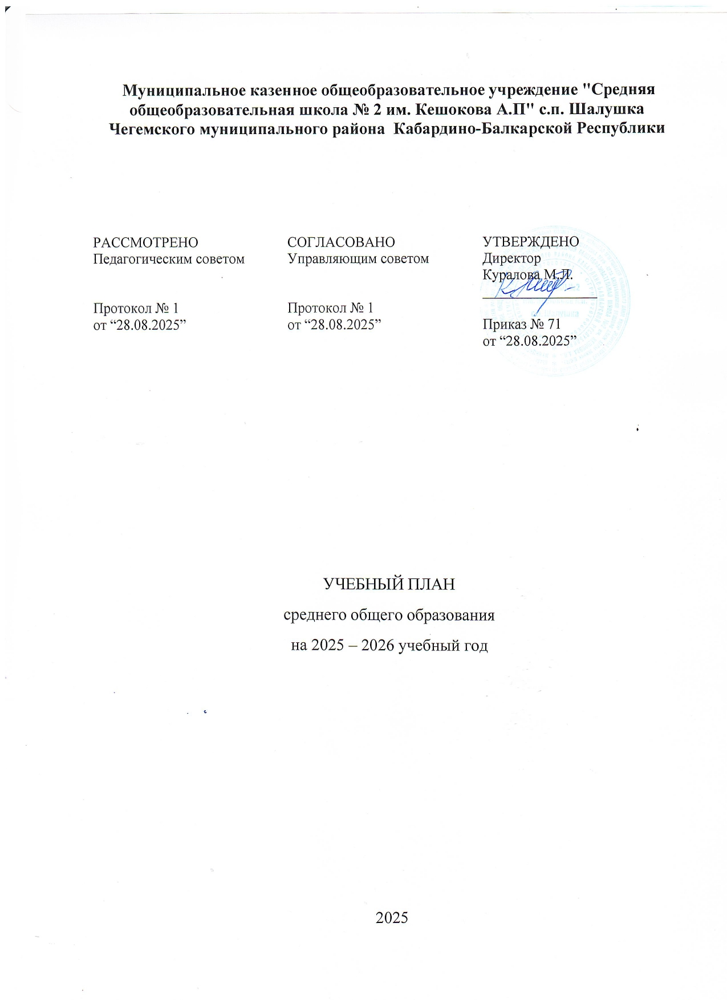 Муниципальное казенное общеобразовательное учреждение "Средняя
общеобразовательная школа № 2 им. Кешокова А.П" с.п. Шалушка
Чегемского муниципального района Кабардино-Балкарской Республики
РАССМОТРЕНО
Педагогическим советом
Протокол № 1
от “28.08.2025”
СОГЛАСОВАНО
Управляющим советом
Протокол № 1
от “28.08.2025”
УТВЕРЖДЕНО
Директор
Куралова М.Л.
Приказ № 71
от “28.08.2025”
УЧЕБНЫЙ ПЛАН
среднего общего образования
на 2025 – 2026 учебный год
2025